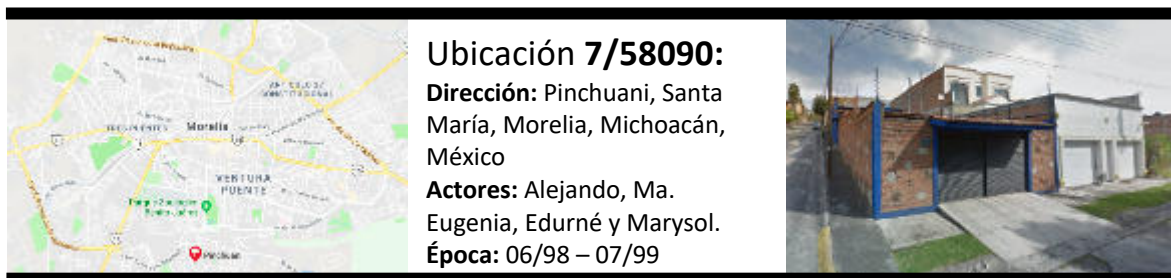 Morelia
VENTURA
PUENTE
Pinchuani
Ubicación 7/58090:
Dirección: Pinchuani, Santa
María, Morelia, Michoacán,
México
Actores: Alejando, Ma.
Eugenia, Edurné y Marysol.
Época: 06/98 – 07/99